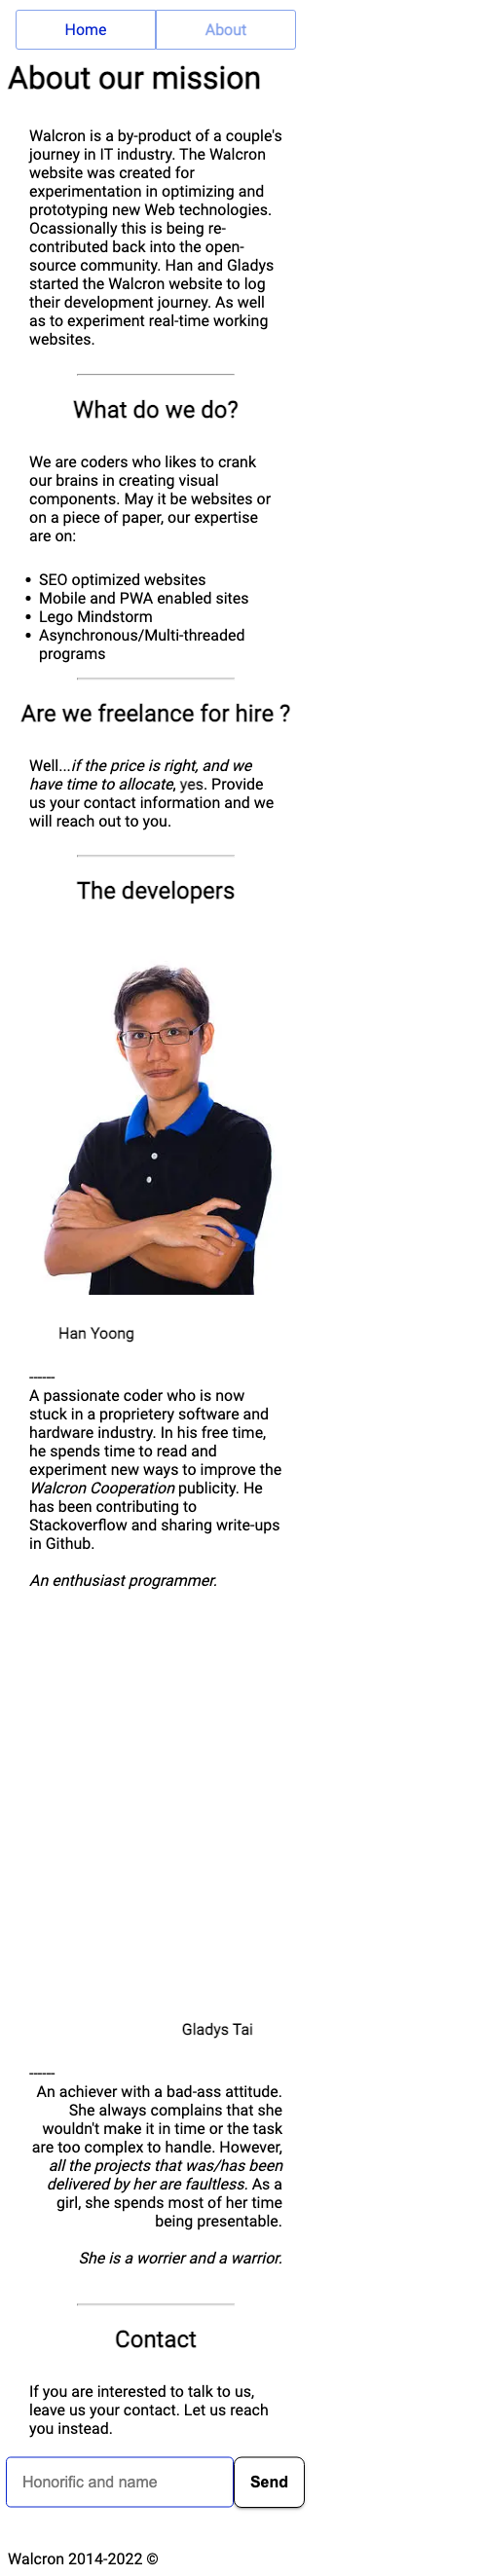 Home
About
About our mission
Walcron is a by-product of a couple's
journey in IT industry. The Walcron
website was created for
experimentation in optimizing and
prototyping new Web technologies.
Ocassionally this is being re-
contributed back into the open-
source community. Han and Gladys
started the Walcron website to log
their development journey. As well
as to experiment real-time working
websites.
What do we do?
We are coders who likes to crank
our brains in creating visual
components. May it be websites or
on a piece of paper, our expertise
are on:
• SEO optimized websites
• Mobile and PWA enabled sites
• Lego Mindstorm
• Asynchronous/Multi-threaded
programs
Are we freelance for hire ?
Well...if the price is right, and we
have time to allocate, yes. Provide
us your contact information and we
will reach out to you.
The developers
Han Yoong
------
A passionate coder who is now
stuck in a proprietery software and
hardware industry. In his free time,
he spends time to read and
experiment new ways to improve the
Walcron Cooperation publicity. He
has been contributing to
Stackoverflow and sharing write-ups
in Github.
An enthusiast programmer.
Gladys Tai
------
An achiever with a bad-ass attitude.
She always complains that she
wouldn't make it in time or the task
are too complex to handle. However,
all the projects that was/has been
delivered by her are faultless. As a
girl, she spends most of her time
being presentable.
She is a worrier and a warrior.
Contact
If you are interested to talk to us,
leave us your contact. Let us reach
you instead.
Honorific and name
Send
Walcron 2014-2022 ©